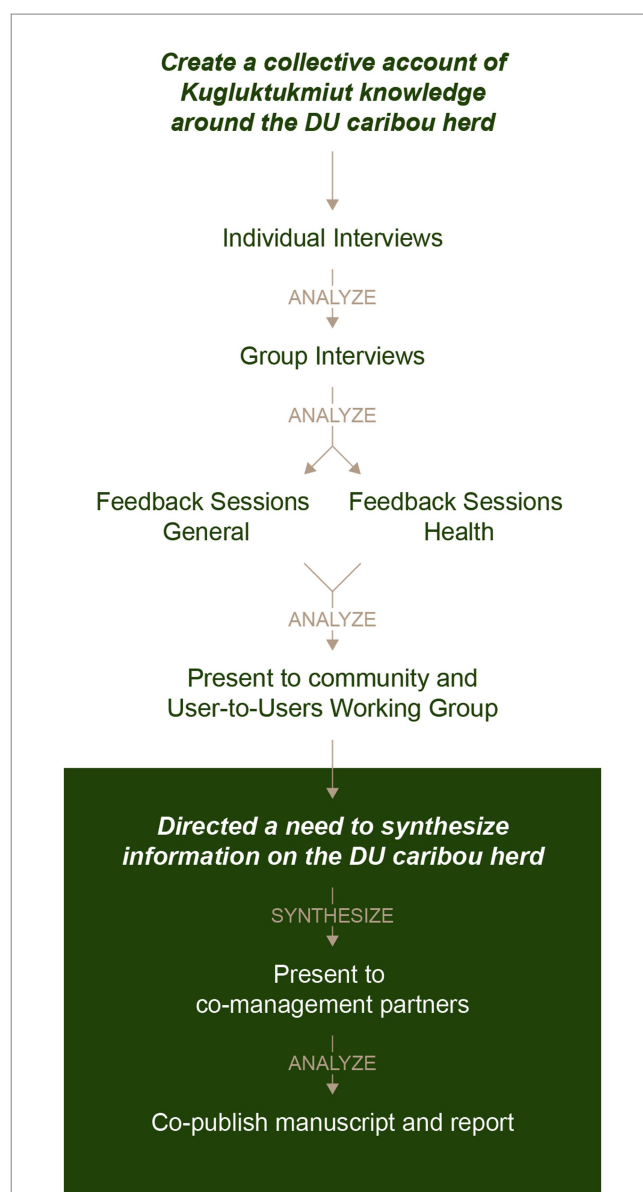 Create a collective account of
Kugluktukmiut knowledge
around the DU caribou herd
Individual Interviews
ANALYZE
Group Interviews
ANALYZE
Feedback Sessions
General
Feedback Sessions
Health
ANALYZE
Present to community and
User-to-Users Working Group
Directed a need to synthesize
information on the DU caribou herd
SYNTHESIZE
Present to
co-management partners
ANALYZE
Co-publish manuscript and report